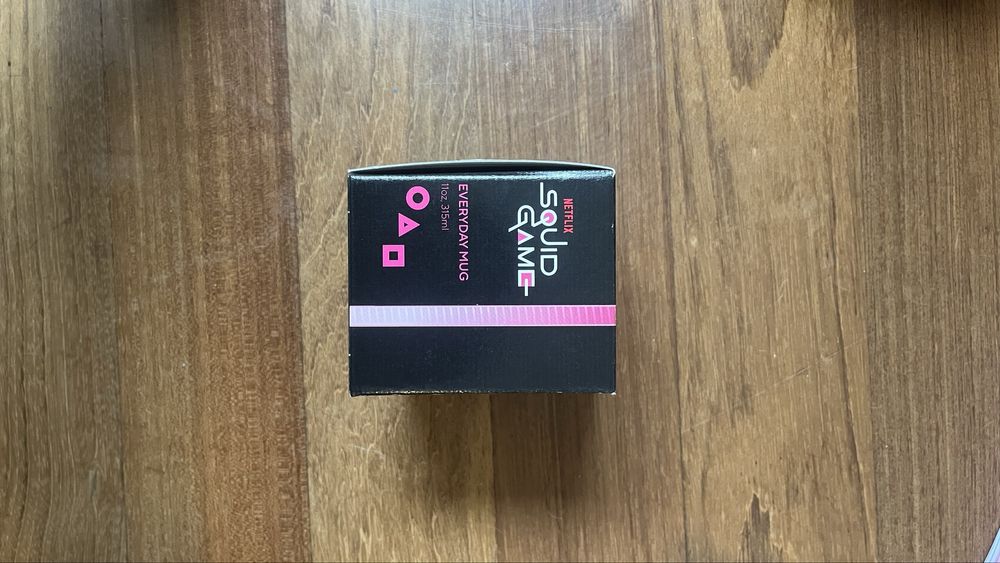 NETFLIX
SQUID
GAME
EVERYDAY MUG
11oz, 315ml